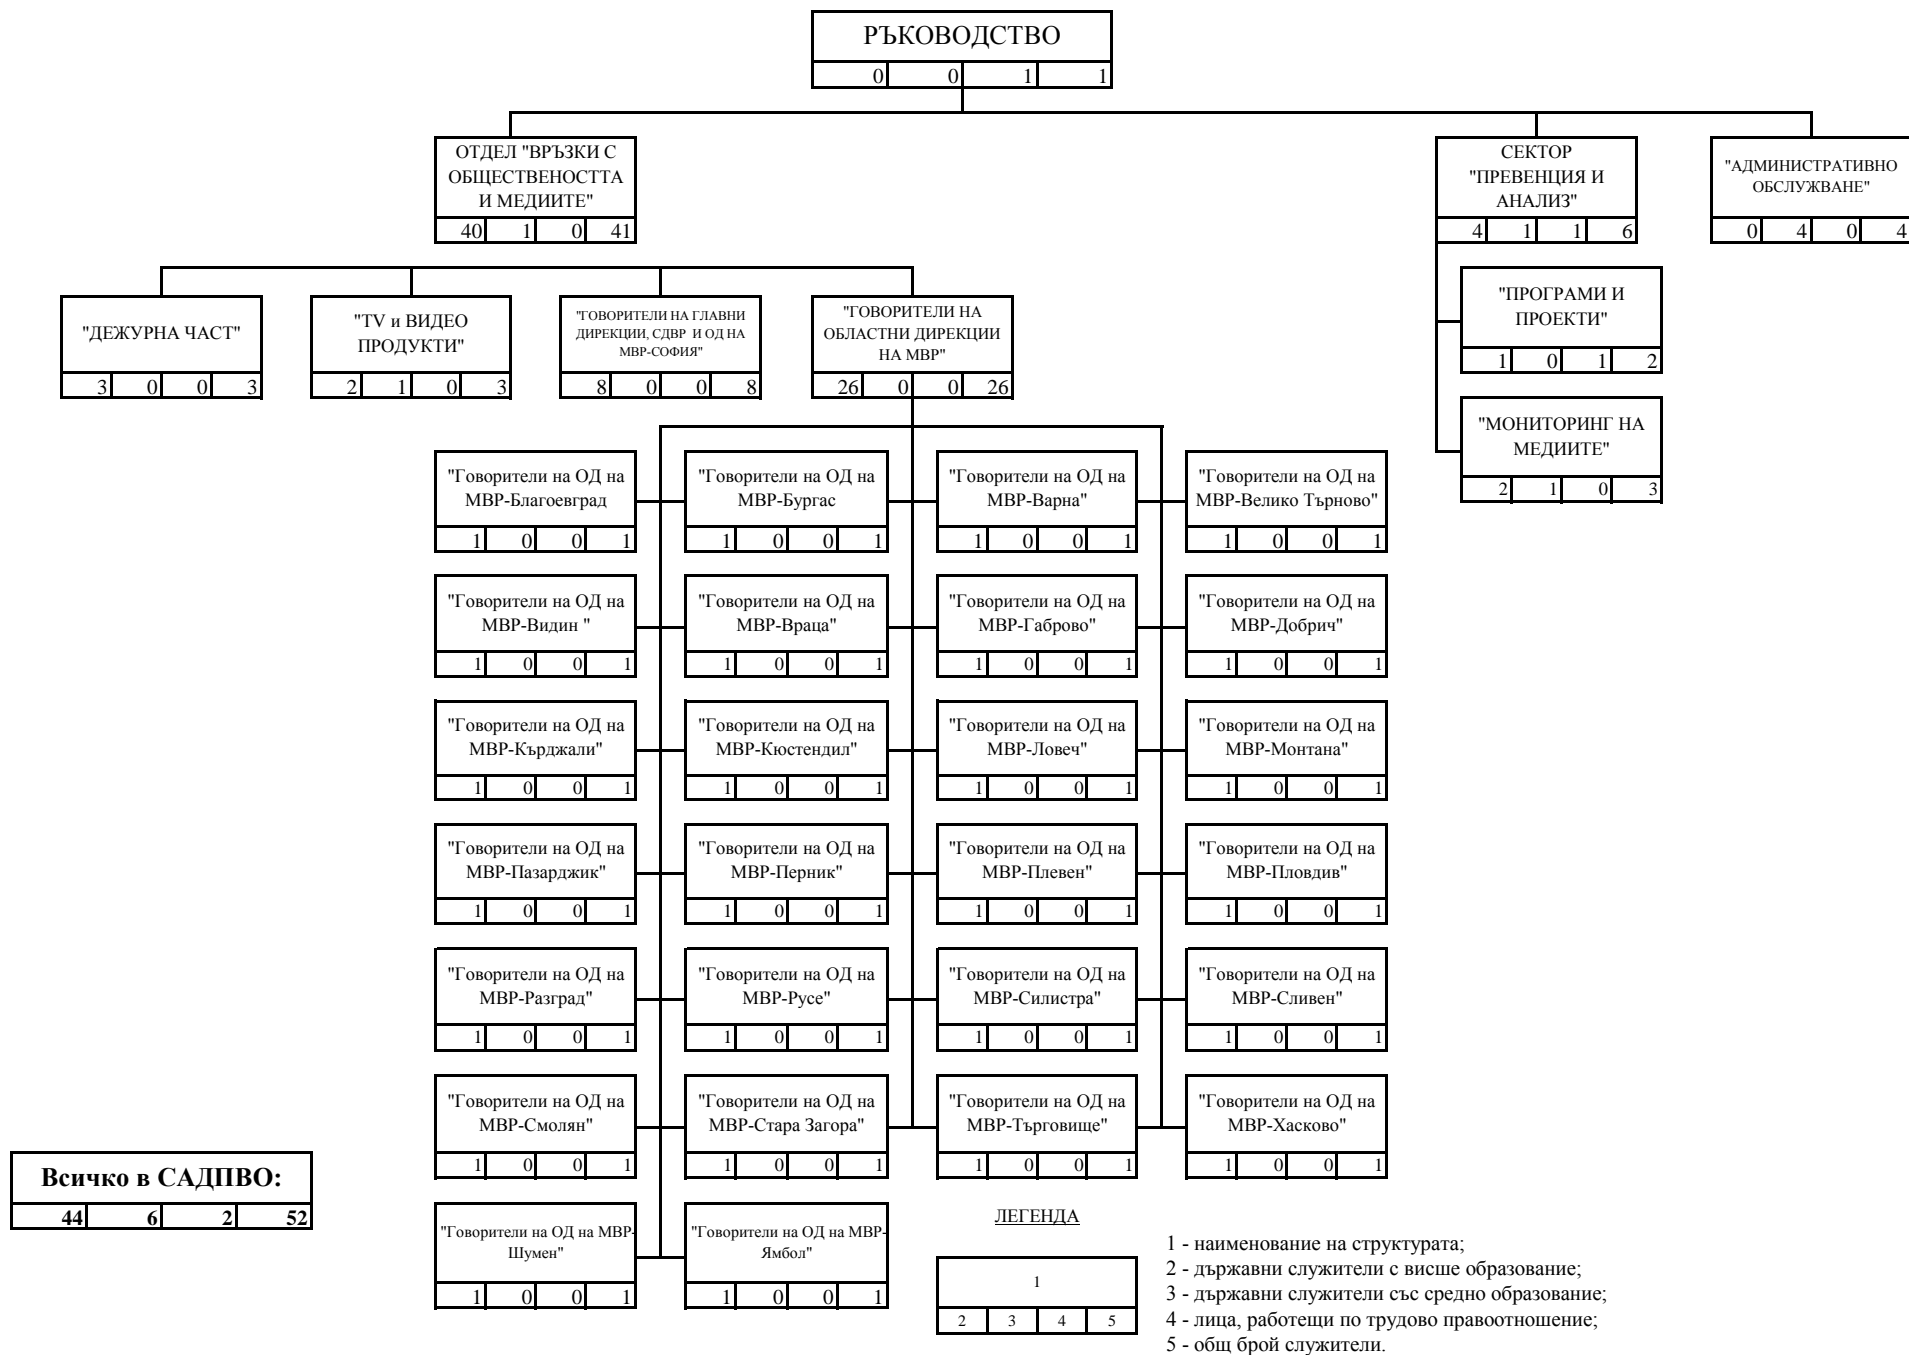 РЪКОВОДСТВО
0 0 1 1
ОТДЕЛ "ВРЪЗКИ С
ОБЩЕСТВЕНОСТТА
И МЕДИИТЕ"
40 1 0 41
СЕКТОР
"ПРЕВЕНЦИЯ И
АНАЛИЗ"
4 1 1 6
"АДМИНИСТРАТИВНО
ОБСЛУЖВАНЕ"
0 4 0 4
"ДЕЖУРНА ЧАСТ"
3 0 0 3
"TV и ВИДЕО
ПРОДУКТИ"
2 1 0 3
"ГОВОРИТЕЛИ НА ГЛАВНИ
ДИРЕКЦИИ, СДВР И ОД НА
МВР-СОФИЯ"
8 0 0 8
"ГОВОРИТЕЛИ НА
ОБЛАСТНИ ДИРЕКЦИИ
НА МВР"
26 0 0 26
"ПРОГРАМИ И
ПРОЕКТИ"
1 0 1 2
"МОНИТОРИНГ НА
МЕДИИТЕ"
2 1 0 3
"Говорители на ОД на
МВР-Благоевград
1 0 0 1
"Говорители на ОД на
МВР-Бургас
1 0 0 1
"Говорители на ОД на
МВР-Варна"
1 0 0 1
"Говорители на ОД на
МВР-Велико Търново"
1 0 0 1
"Говорители на ОД на
МВР-Видин "
1 0 0 1
"Говорители на ОД на
МВР-Враца"
1 0 0 1
"Говорители на ОД на
МВР-Габрово"
1 0 0 1
"Говорители на ОД на
МВР-Добрич"
1 0 0 1
"Говорители на ОД на
МВР-Кърджали"
1 0 0 1
"Говорители на ОД на
МВР-Кюстендил"
1 0 0 1
"Говорители на ОД на
МВР-Ловеч"
1 0 0 1
"Говорители на ОД на
МВР-Монтана"
1 0 0 1
"Говорители на ОД на
МВР-Пазарджик"
1 0 0 1
"Говорители на ОД на
МВР-Перник"
1 0 0 1
"Говорители на ОД на
МВР-Плевен"
1 0 0 1
"Говорители на ОД на
МВР-Пловдив"
1 0 0 1
"Говорители на ОД на
МВР-Разград"
1 0 0 1
"Говорители на ОД на
МВР-Русе"
1 0 0 1
"Говорители на ОД на
МВР-Силистра"
1 0 0 1
"Говорители на ОД на
МВР-Сливен"
1 0 0 1
"Говорители на ОД на
МВР-Смолян"
1 0 0 1
"Говорители на ОД на
МВР-Стара Загора"
1 0 0 1
"Говорители на ОД на
МВР-Търговище"
1 0 0 1
"Говорители на ОД на
МВР-Хасково"
1 0 0 1
Всичко в САДПВО:
44 6 2 52
"Говорители на ОД на МВР-
Шумен"
1 0 0 1
"Говорители на ОД на МВР-
Ямбол"
1 0 0 1
ЛЕГЕНДА
1
2 3 4 5
1 - наименование на структурата;
2 - държавни служители с висше образование;
3 - държавни служители със средно образование;
4 - лица, работещи по трудово правоотношение;
5 - общ брой служители.